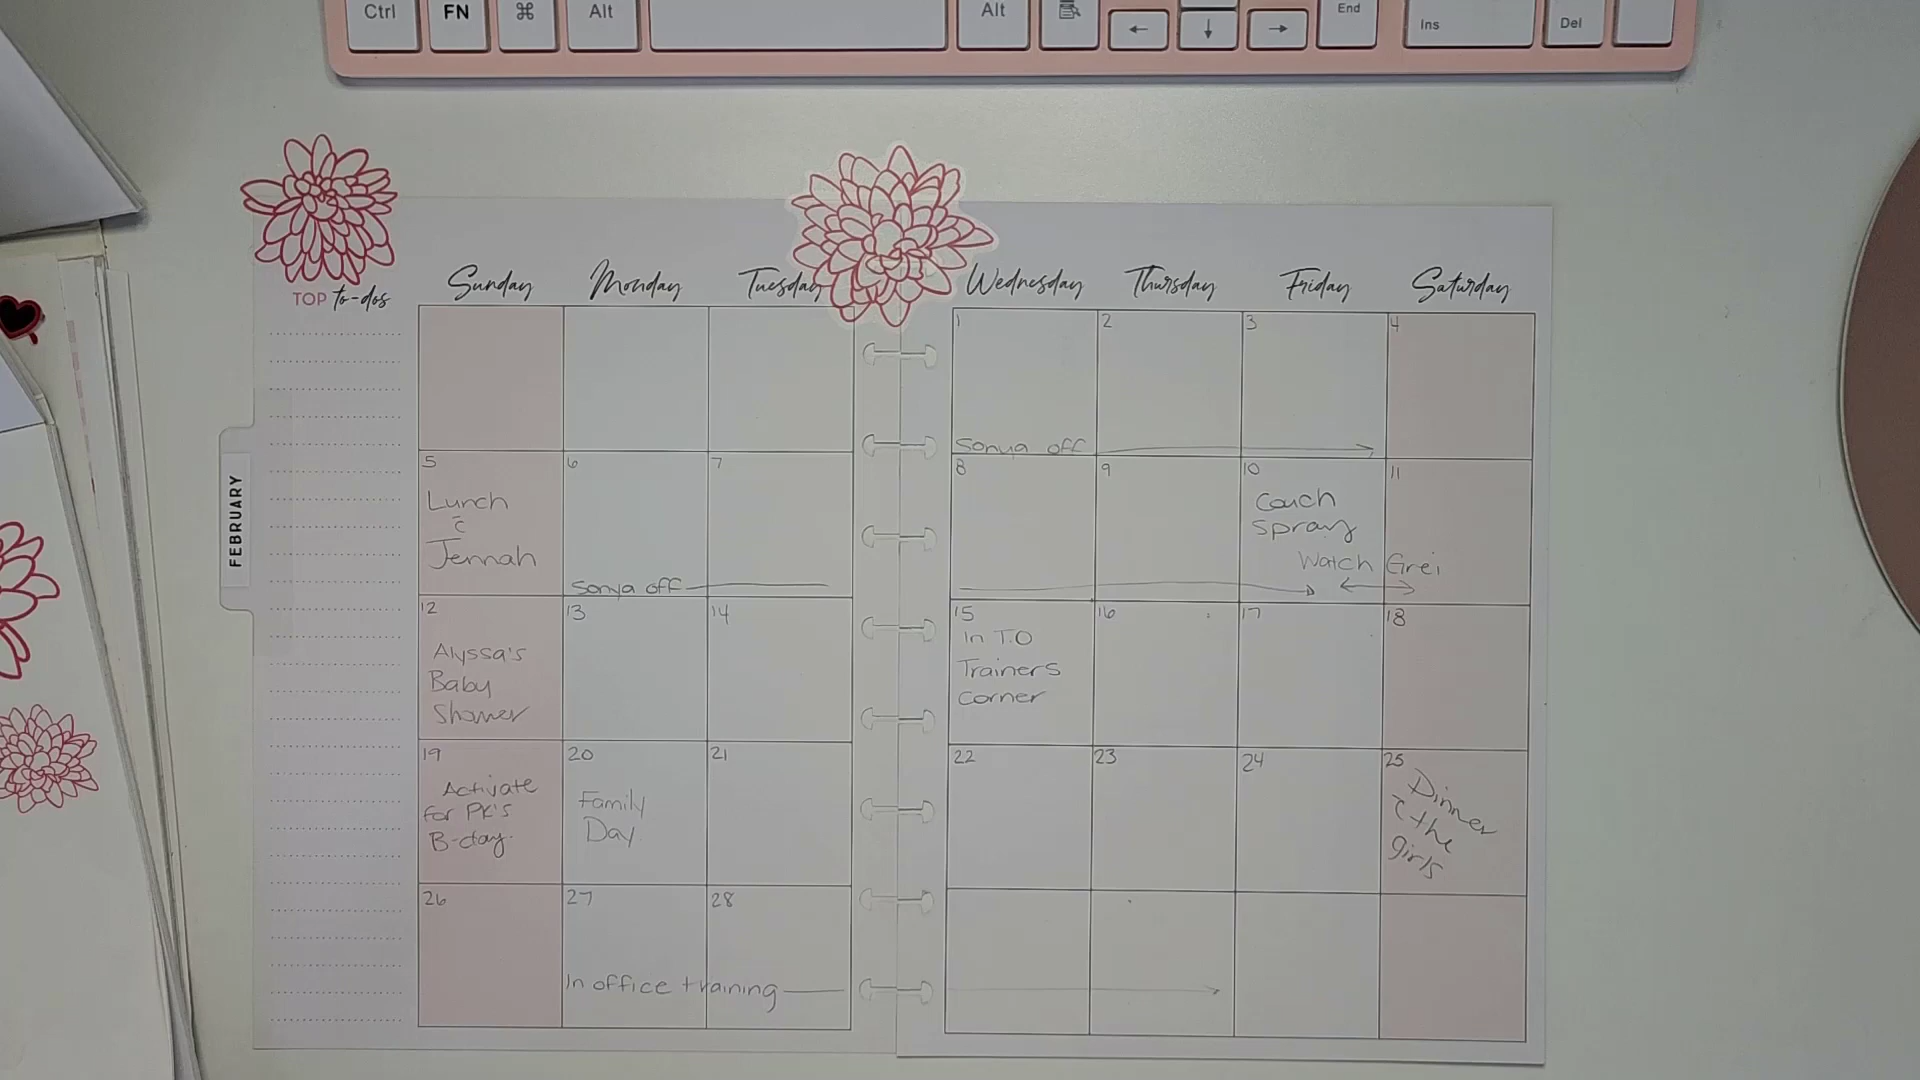 Ctrl
FN
⌘
Alt
Alt
←
↓
→
End
Ins
Del
TOP to-dos
FEBRUARY
Sunday
Monday
Tuesday
Wednesday
Thursday
Friday
Saturday
1
Sonya off
2
3
4
5
Lunch
c̄
Jennah
6
Sonya off
7
8
9
10
Couch
Spray
Watch Grei
11
12
Alyssa's
Baby
Shower
13
14
15
In T.O
Trainers
Corner
16
17
18
19
Activate
for PK's
B-day.
20
Family
Day
21
22
23
24
25
Dinner
c̄ the
girls
26
27
28
In office training